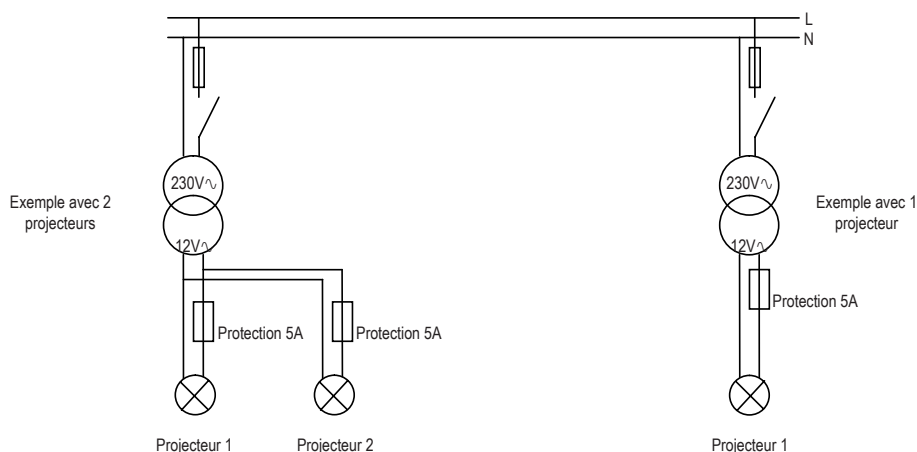 L
N
230V∿
230V∿
Exemple avec 2
projecteurs
Exemple avec 1
projecteur
12V∿
12V∿
Protection 5A
Protection 5A
Protection 5A
Projecteur 1
Projecteur 2
Projecteur 1